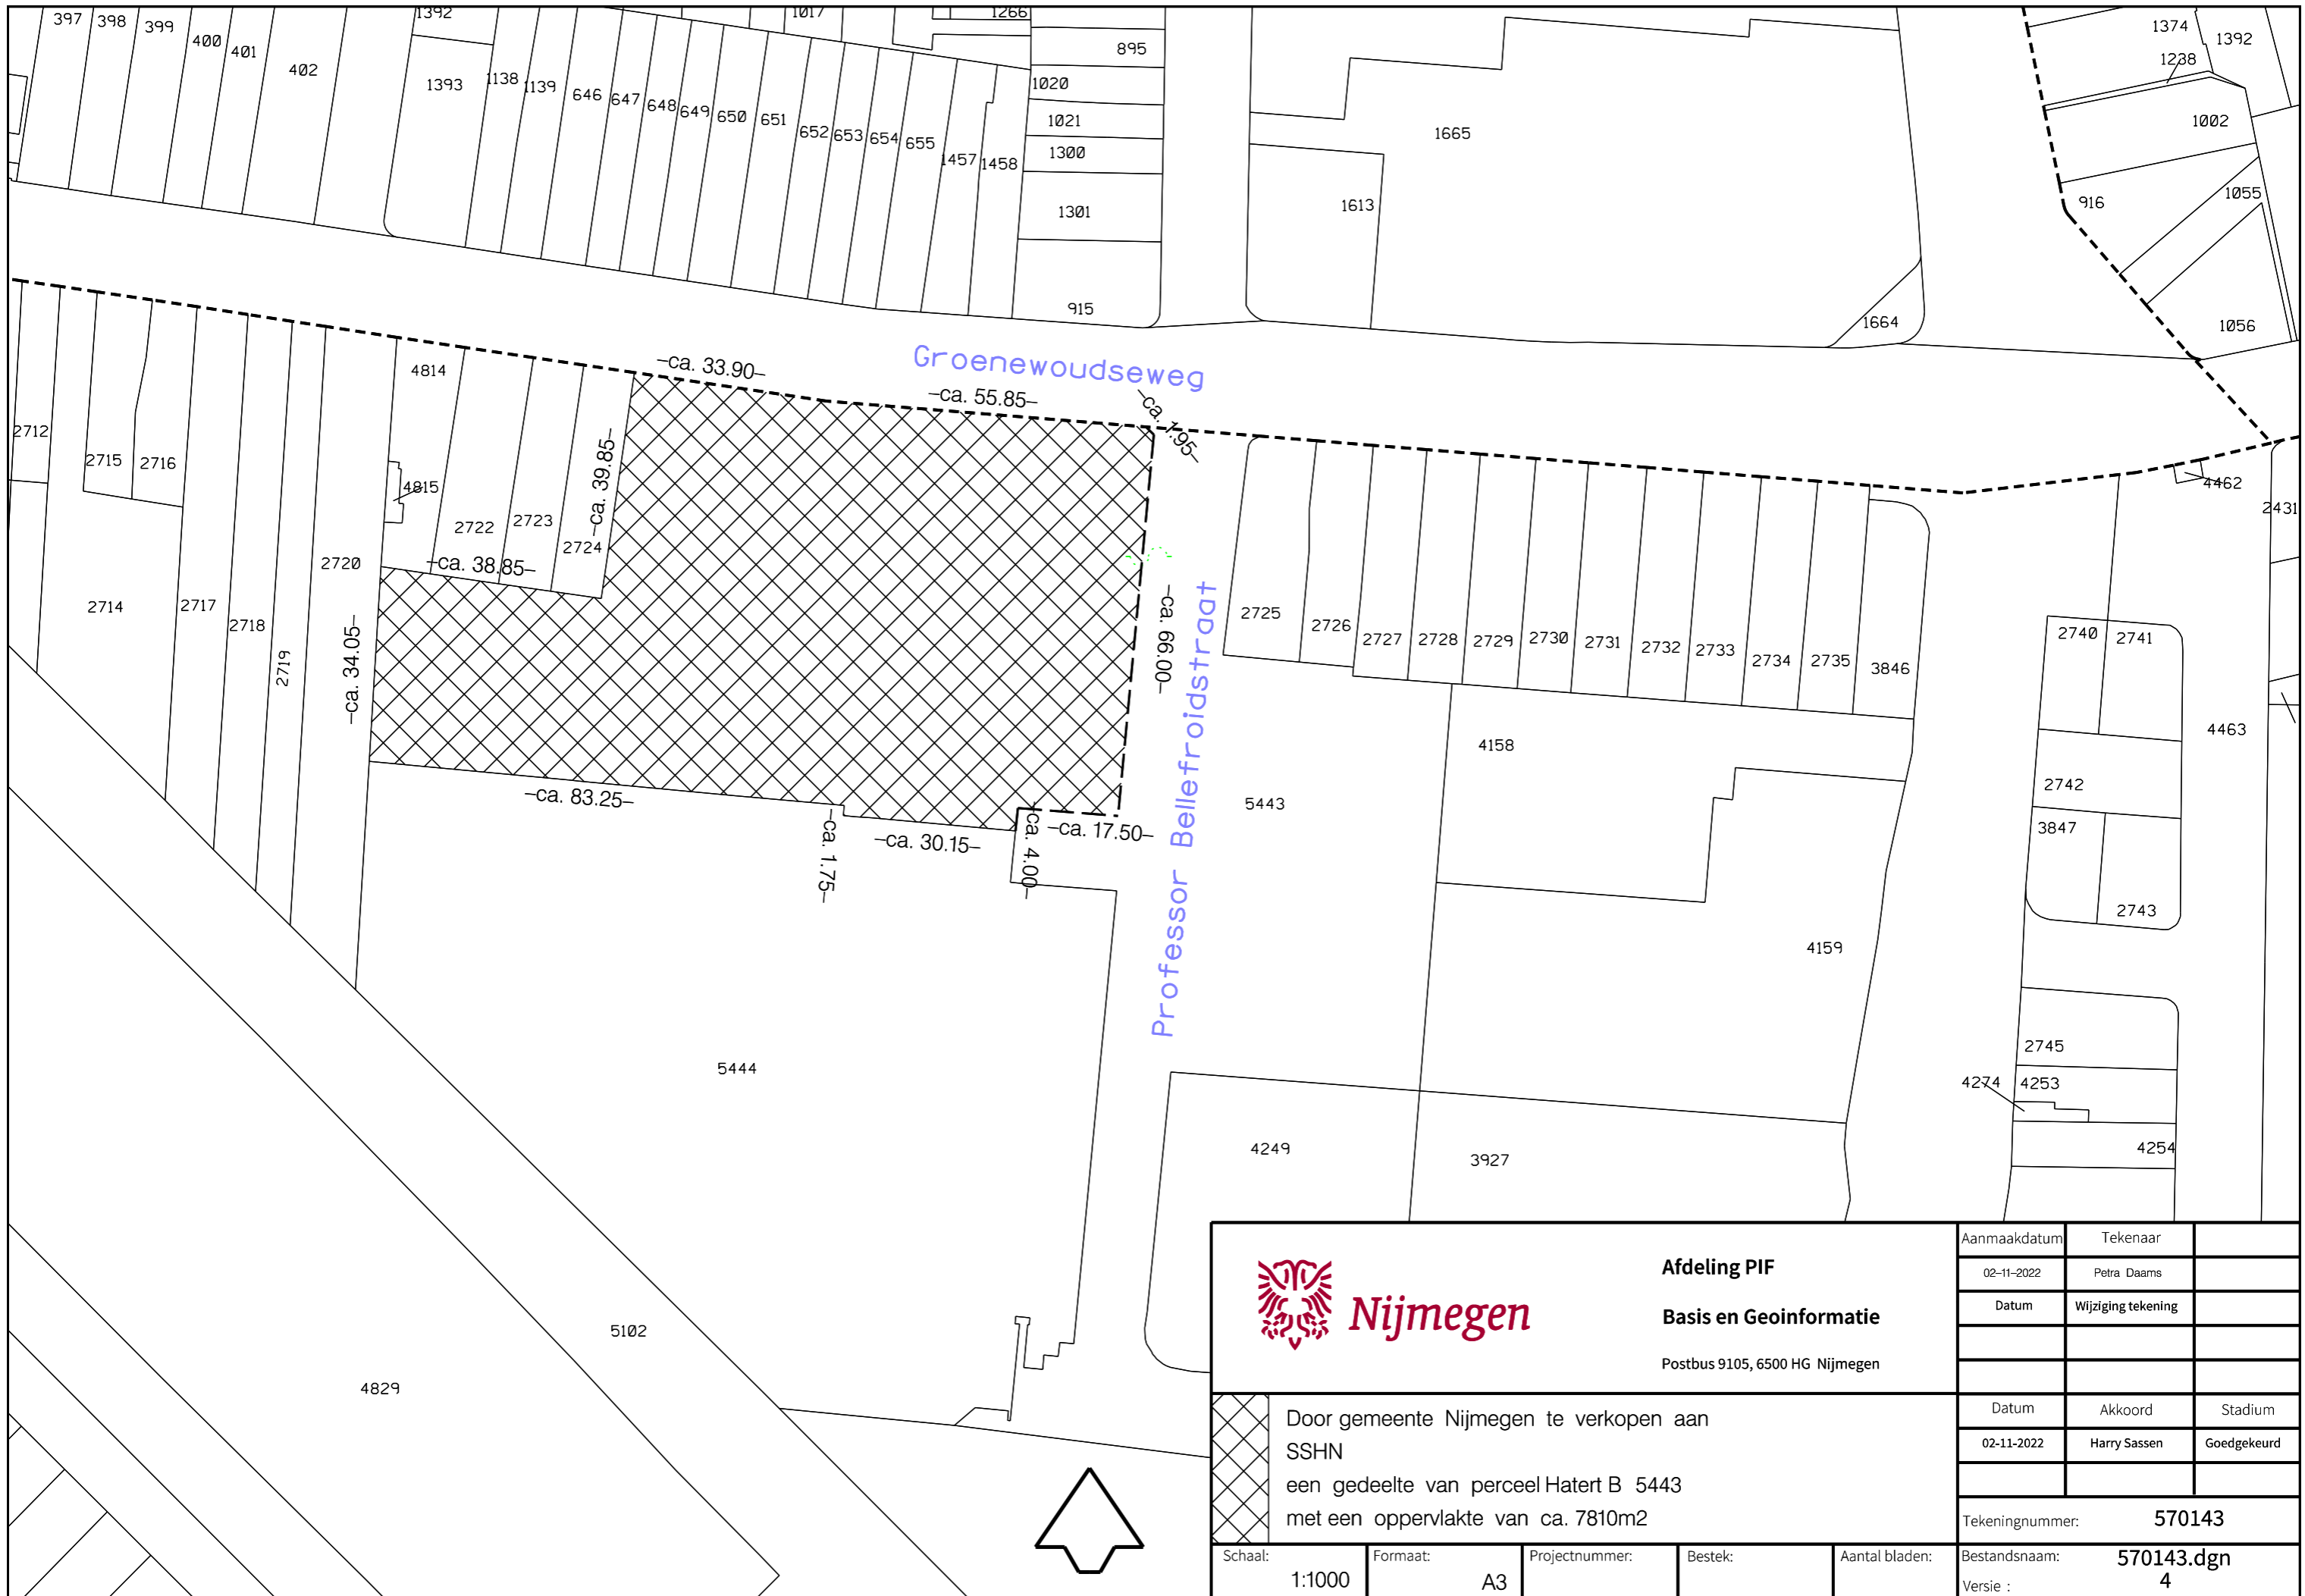 397 398 399 400 401 402 1392 1393 1138 1139 646 647 648 649 650 651 652 653 654 655 1457 1458
1017 1266 895
1020
1021
1300
1301
915
1665
1613
1664
1374 1392
1238
1002
1055
916
1056
Groenewoudseweg
–ca. 33.90–
–ca. 55.85–
–ca. 1.95–
–ca. 39.85–
–ca. 38.85–
–ca. 34.05–
–ca. 66.00–
–ca. 83.25–
–ca. 1.75–
–ca. 30.15–
–ca. 4.00–
–ca. 17.50–
Professor Bellefroidstraat
2712 2715 2716
2714 2717 2718 2719 2720
4814
4815
2722 2723 2724
2725 2726 2727 2728 2729 2730 2731 2732 2733 2734 2735 3846
4462
2431
2740 2741
4463
2742
3847
2743
4158
5443
4159
2745
4274 4253
4254
4249
3927
5444
5102
4829
Nijmegen
Afdeling PIF
Basis en Geoinformatie
Postbus 9105, 6500 HG Nijmegen
Aanmaakdatum Tekenaar
02-11-2022 Petra Daams
Datum Wijziging tekening
Datum Akkoord Stadium
02-11-2022 Harry Sassen Goedgekeurd
Door gemeente Nijmegen te verkopen aan
SSHN
een gedeelte van perceel Hatert B 5443
met een oppervlakte van ca. 7810m2
Tekeningnummer: 570143
Schaal: 1:1000
Formaat: A3
Projectnummer:
Bestek:
Aantal bladen:
Bestandsnaam: 570143.dgn
Versie : 4